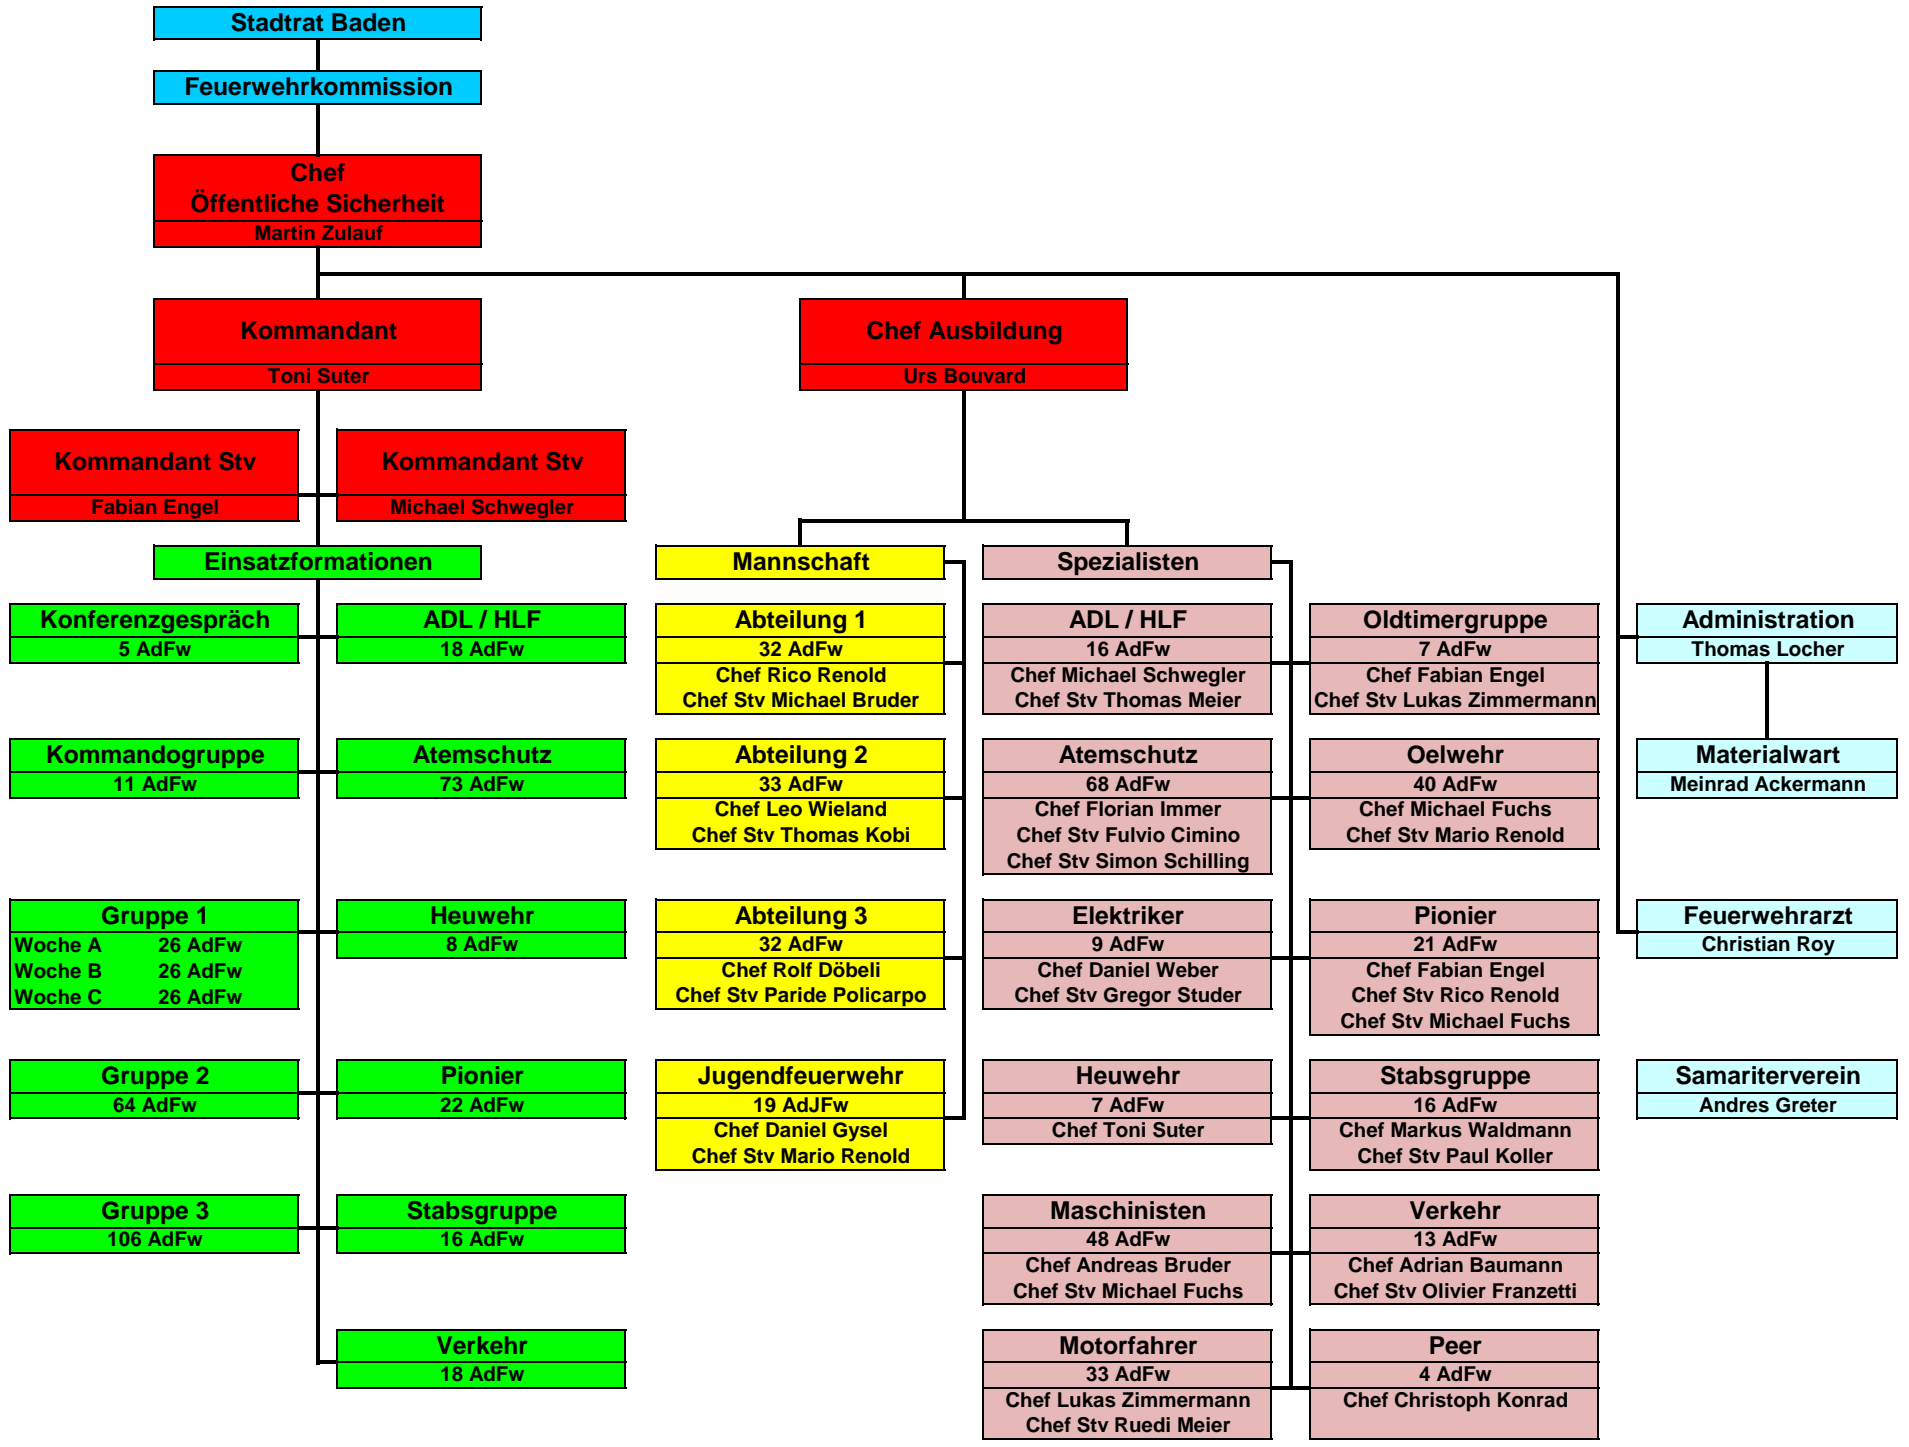 Stadtrat Baden
Feuerwehrkommission
Chef
Öffentliche Sicherheit
Martin Zulauf
Kommandant
Toni Suter
Chef Ausbildung
Urs Bouvard
Kommandant Stv
Fabian Engel
Kommandant Stv
Michael Schwegler
Einsatzformationen
Konferenzgespräch
5 AdFw
ADL / HLF
18 AdFw
Kommandogruppe
11 AdFw
Atemschutz
73 AdFw
Gruppe 1
Woche A 26 AdFw
Woche B 26 AdFw
Woche C 26 AdFw
Heuwehr
8 AdFw
Gruppe 2
64 AdFw
Pionier
22 AdFw
Gruppe 3
106 AdFw
Stabsgruppe
16 AdFw
Verkehr
18 AdFw
Mannschaft
Abteilung 1
32 AdFw
Chef Rico Renold
Chef Stv Michael Bruder
Abteilung 2
33 AdFw
Chef Leo Wieland
Chef Stv Thomas Kobi
Abteilung 3
32 AdFw
Chef Rolf Döbeli
Chef Stv Paride Policarpo
Jugendfeuerwehr
19 AdJFw
Chef Daniel Gysel
Chef Stv Mario Renold
Spezialisten
ADL / HLF
16 AdFw
Chef Michael Schwegler
Chef Stv Thomas Meier
Oldtimergruppe
7 AdFw
Chef Fabian Engel
Chef Stv Lukas Zimmermann
Atemschutz
68 AdFw
Chef Florian Immer
Chef Stv Fulvio Cimino
Chef Stv Simon Schilling
Oelwehr
40 AdFw
Chef Michael Fuchs
Chef Stv Mario Renold
Elektriker
9 AdFw
Chef Daniel Weber
Chef Stv Gregor Studer
Pionier
21 AdFw
Chef Fabian Engel
Chef Stv Rico Renold
Chef Stv Michael Fuchs
Heuwehr
7 AdFw
Chef Toni Suter
Stabsgruppe
16 AdFw
Chef Markus Waldmann
Chef Stv Paul Koller
Maschinisten
48 AdFw
Chef Andreas Bruder
Chef Stv Michael Fuchs
Verkehr
13 AdFw
Chef Adrian Baumann
Chef Stv Olivier Franzetti
Motorfahrer
33 AdFw
Chef Lukas Zimmermann
Chef Stv Ruedi Meier
Peer
4 AdFw
Chef Christoph Konrad
Administration
Thomas Locher
Materialwart
Meinrad Ackermann
Feuerwehrarzt
Christian Roy
Samariterverein
Andres Greter